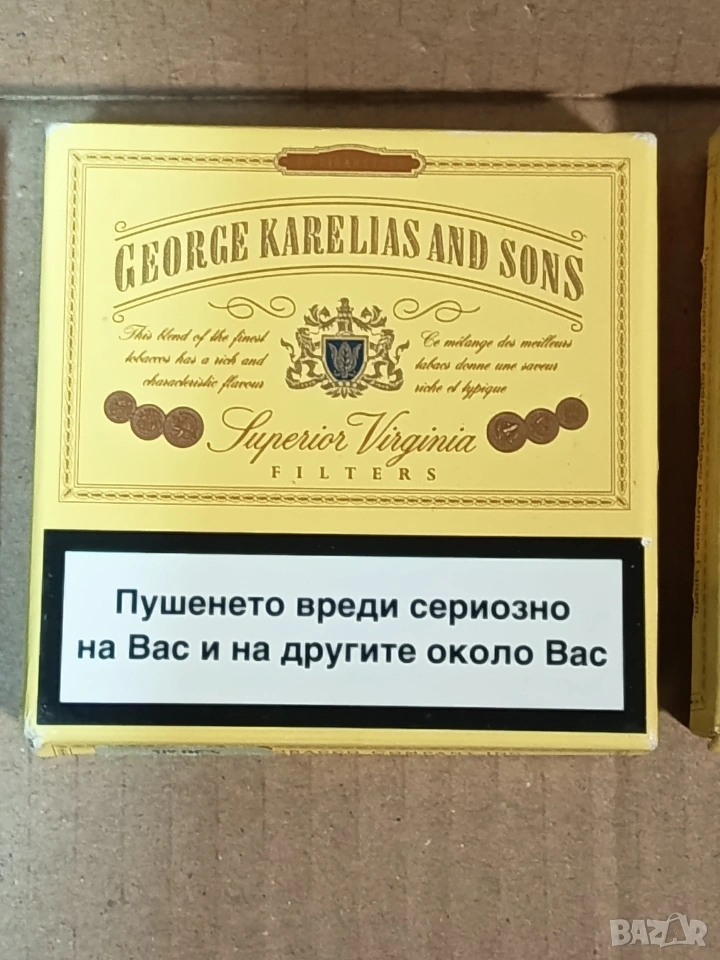 GEORGE KARELIAS AND SONS
This blend of the finest
tobaccos has a rich and
characteristic flavour
Ce mélange des meilleurs
tabacs donne une saveur
riche et typique
Superior Virginia
FILTERS
Пушенето вреди сериозно
на Вас и на другите около Вас
BAZAR